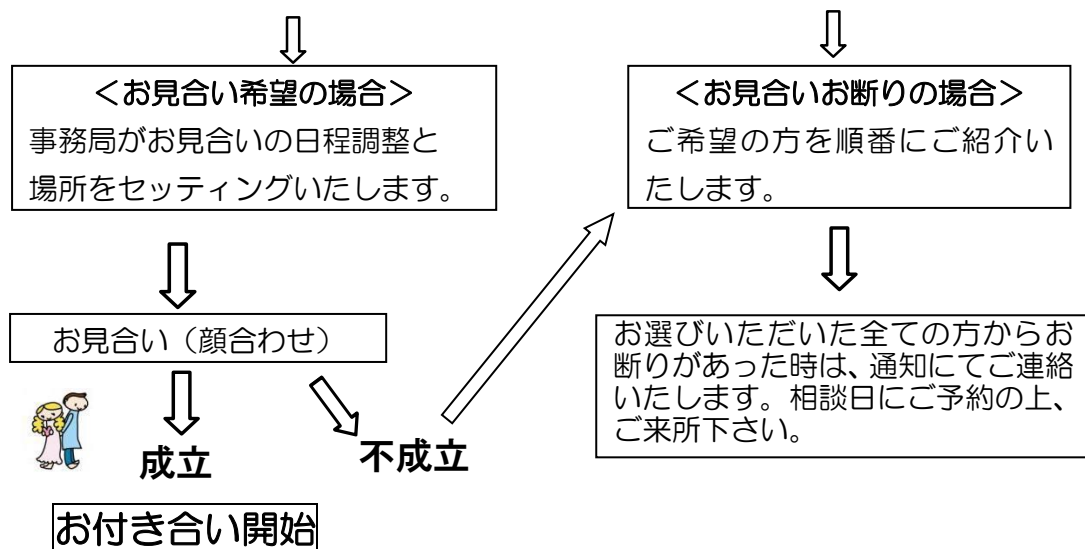 ＜お見合い希望の場合＞
事務局がお見合いの日程調整と
場所をセッティングいたします。
＜お見合いお断りの場合＞
ご希望の方を順番にご紹介い
たします。
お見合い（顔合わせ）
成立
不成立
お付き合い開始
お選びいただいた全ての方からお
断りがあった時は、通知にてご連絡
いたします。相談日にご予約の上、
ご来所下さい。